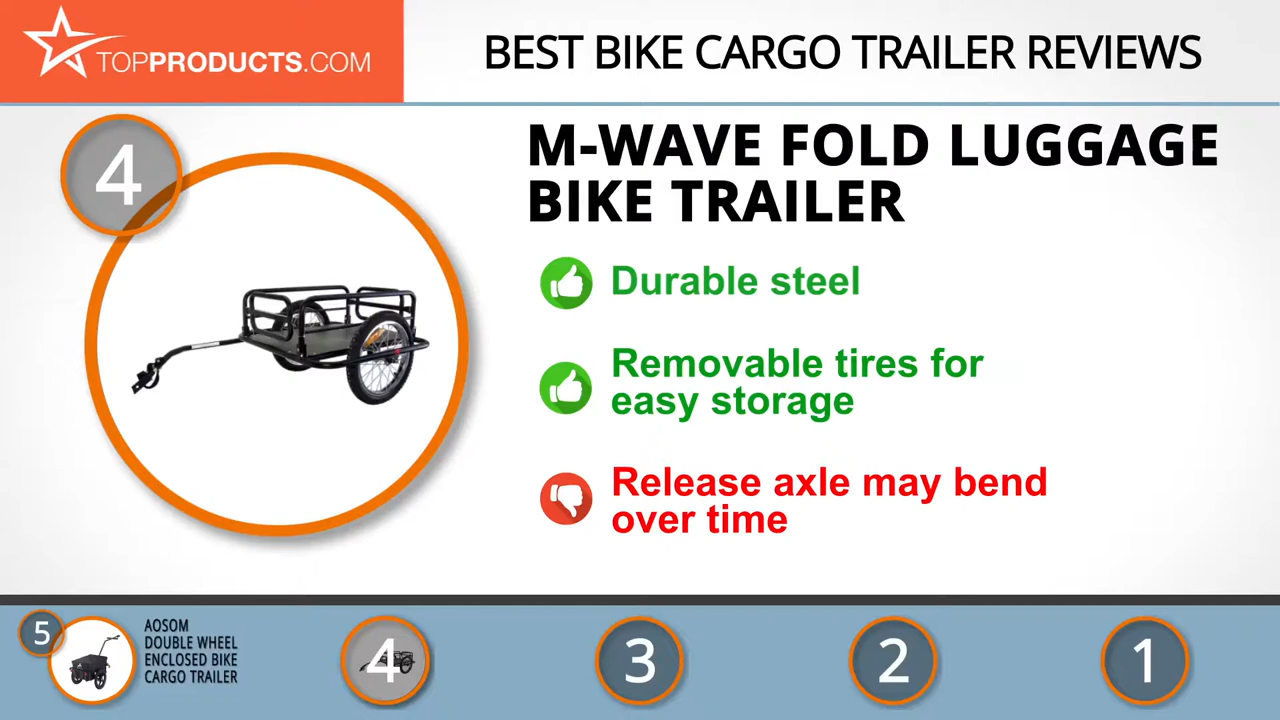 TOPPRODUCTS.COM
BEST BIKE CARGO TRAILER REVIEWS
4
M-WAVE FOLD LUGGAGE
BIKE TRAILER
Durable steel
Removable tires for
easy storage
Release axle may bend
over time
5
AOSOM
DOUBLE WHEEL
ENCLOSED BIKE
CARGO TRAILER
4
3
2
1